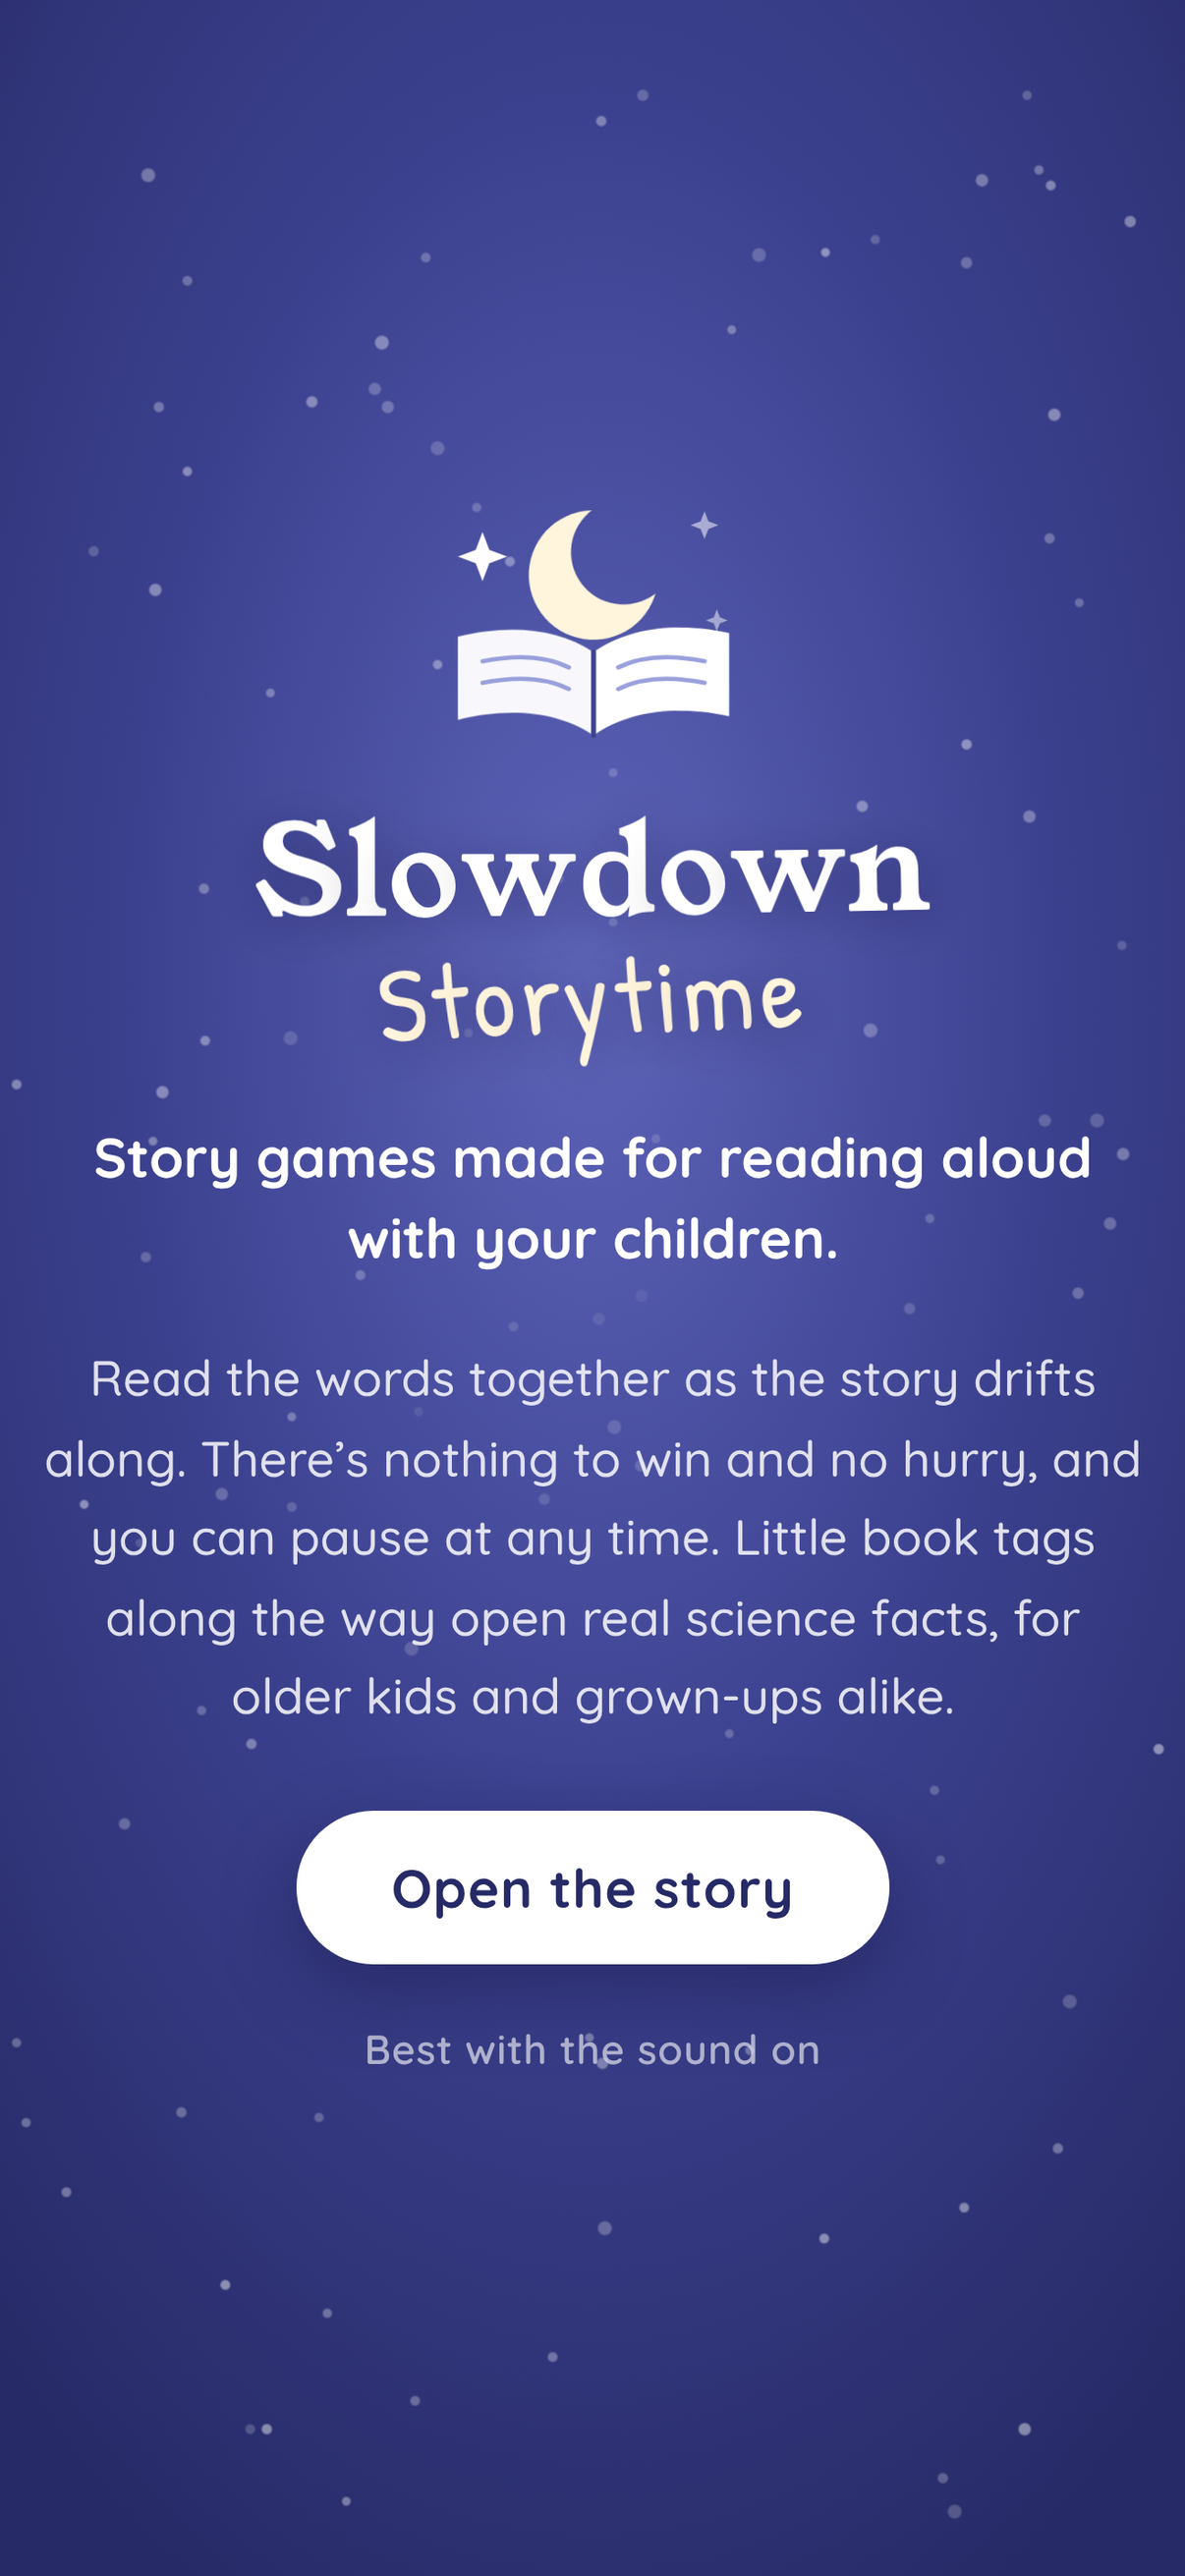 Slowdown
Storytime
Story games made for reading aloud
with your children.
Read the words together as the story drifts
along. There’s nothing to win and no hurry, and
you can pause at any time. Little book tags
along the way open real science facts, for
older kids and grown-ups alike.
Open the story
Best with the sound on